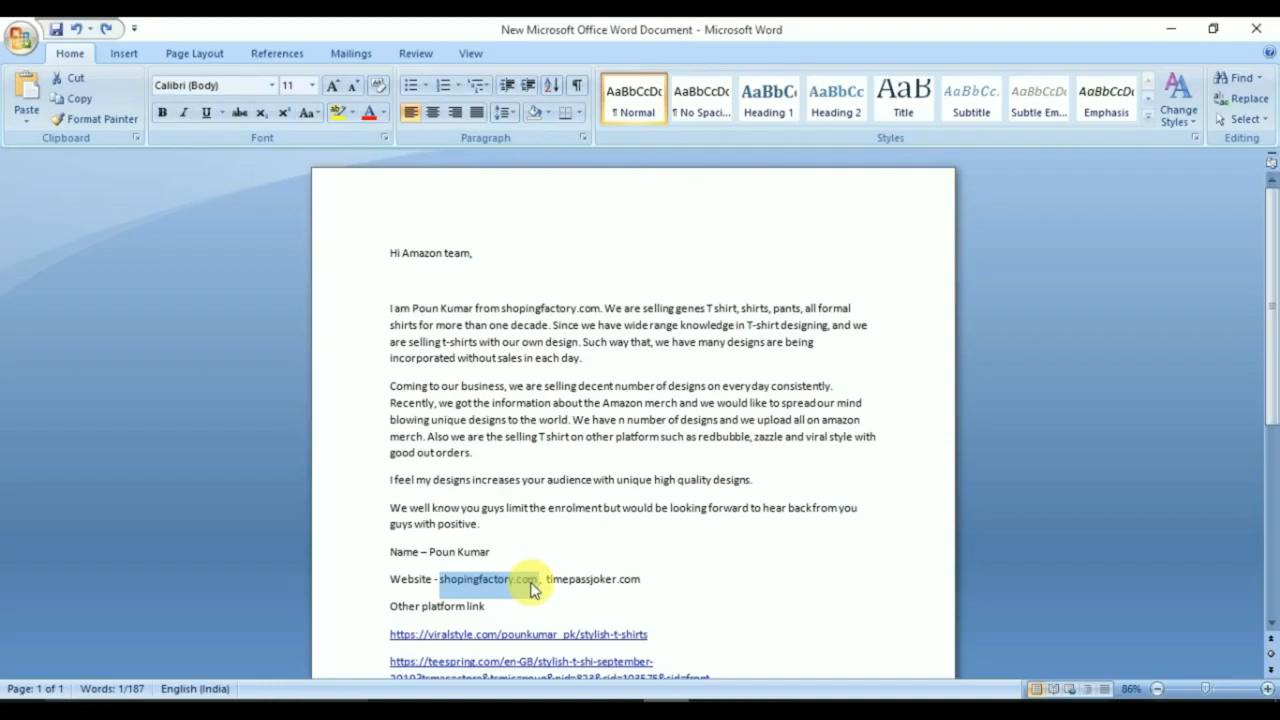 New Microsoft Office Word Document - Microsoft Word
Home Insert Page Layout References Mailings Review View
Paste
Cut
Copy
Format Painter
Clipboard
Calibri (Body) 11
Font
Paragraph
AaBbCcDc AaBbCcDc AaBbC AaBbCc AaB AaBbCc. AaBbCcDc AaBbCcDc
¶ Normal ¶ No Spaci... Heading 1 Heading 2 Title Subtitle Subtle Em... Emphasis
Change Styles
Styles
Find
Replace
Select
Editing
Hi Amazon team,
I am Poun Kumar from shopingfactory.com. We are selling genes T shirt, shirts, pants, all formal
shirts for more than one decade. Since we have wide range knowledge in T-shirt designing, and we
are selling t-shirts with our own design. Such way that, we have many designs are being
incorporated without sales in each day.
Coming to our business, we are selling decent number of designs on every day consistently.
Recently, we got the information about the Amazon merch and we would like to spread our mind
blowing unique designs to the world. We have n number of designs and we upload all on amazon
merch. Also we are the selling T shirt on other platform such as redbubble, zazzle and viral style with
good out orders.
I feel my designs increases your audience with unique high quality designs.
We well know you guys limit the enrolment but would be looking forward to hear back from you
guys with positive.
Name – Poun Kumar
Website - shopingfactory.com, timepassjoker.com
Other platform link
https://viralstyle.com/pounkumar_pk/stylish-t-shirts
https://teespring.com/en-GB/stylish-t-shi-september-
Page: 1 of 1 Words: 1/187 English (India) 86%